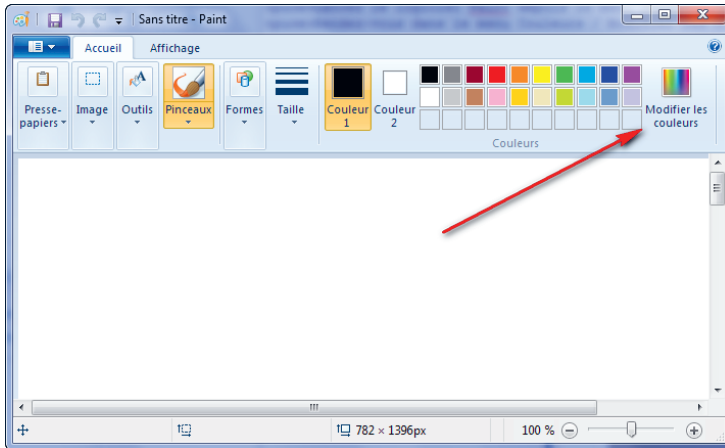 Sans titre - Paint
Accueil Affichage
Presse-
papiers
Image
Outils
Pinceaux
Formes
Taille
Couleur
1
Couleur
2
Modifier les
couleurs
Couleurs
782 × 1396px
100 %